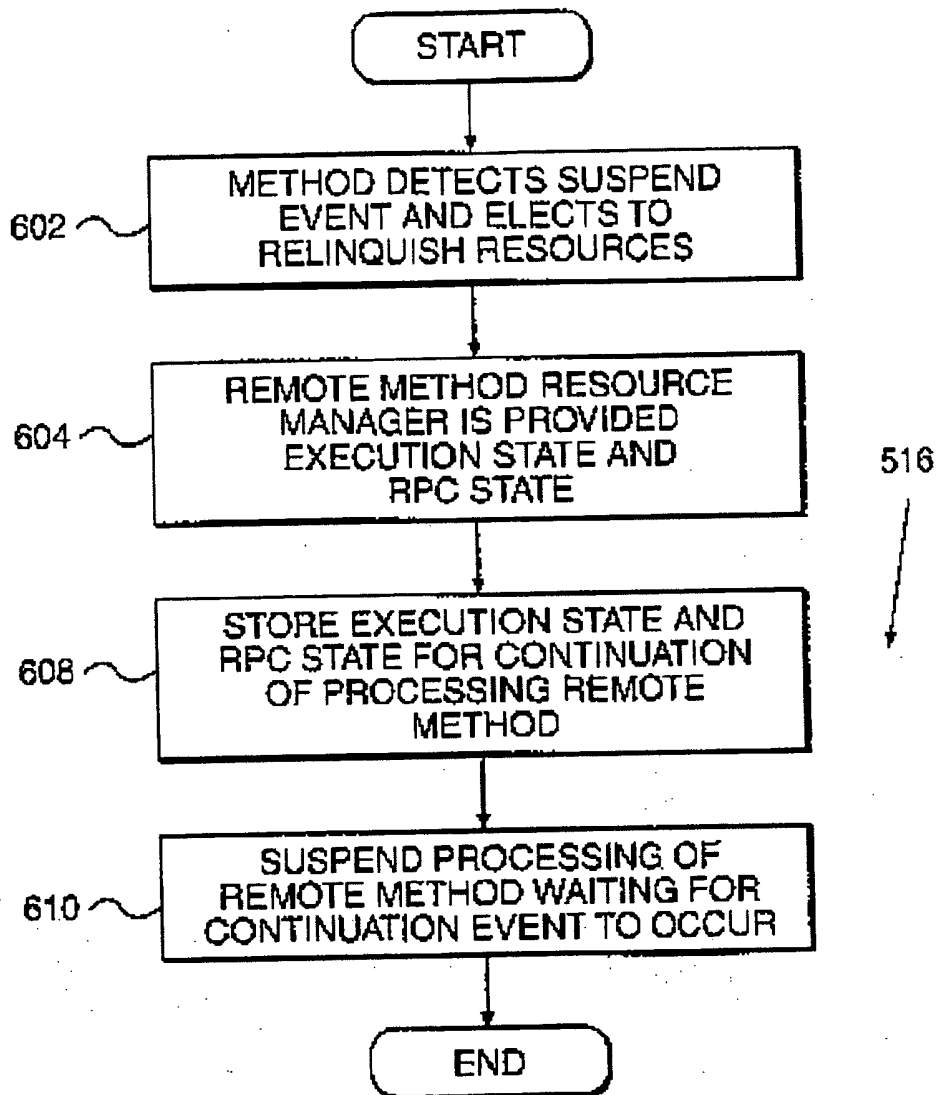 START
602
METHOD DETECTS SUSPEND
EVENT AND ELECTS TO
RELINQUISH RESOURCES
604
REMOTE METHOD RESOURCE
MANAGER IS PROVIDED
EXECUTION STATE AND
RPC STATE
516
608
STORE EXECUTION STATE AND
RPC STATE FOR CONTINUATION
OF PROCESSING REMOTE
METHOD
610
SUSPEND PROCESSING OF
REMOTE METHOD WAITING FOR
CONTINUATION EVENT TO OCCUR
END